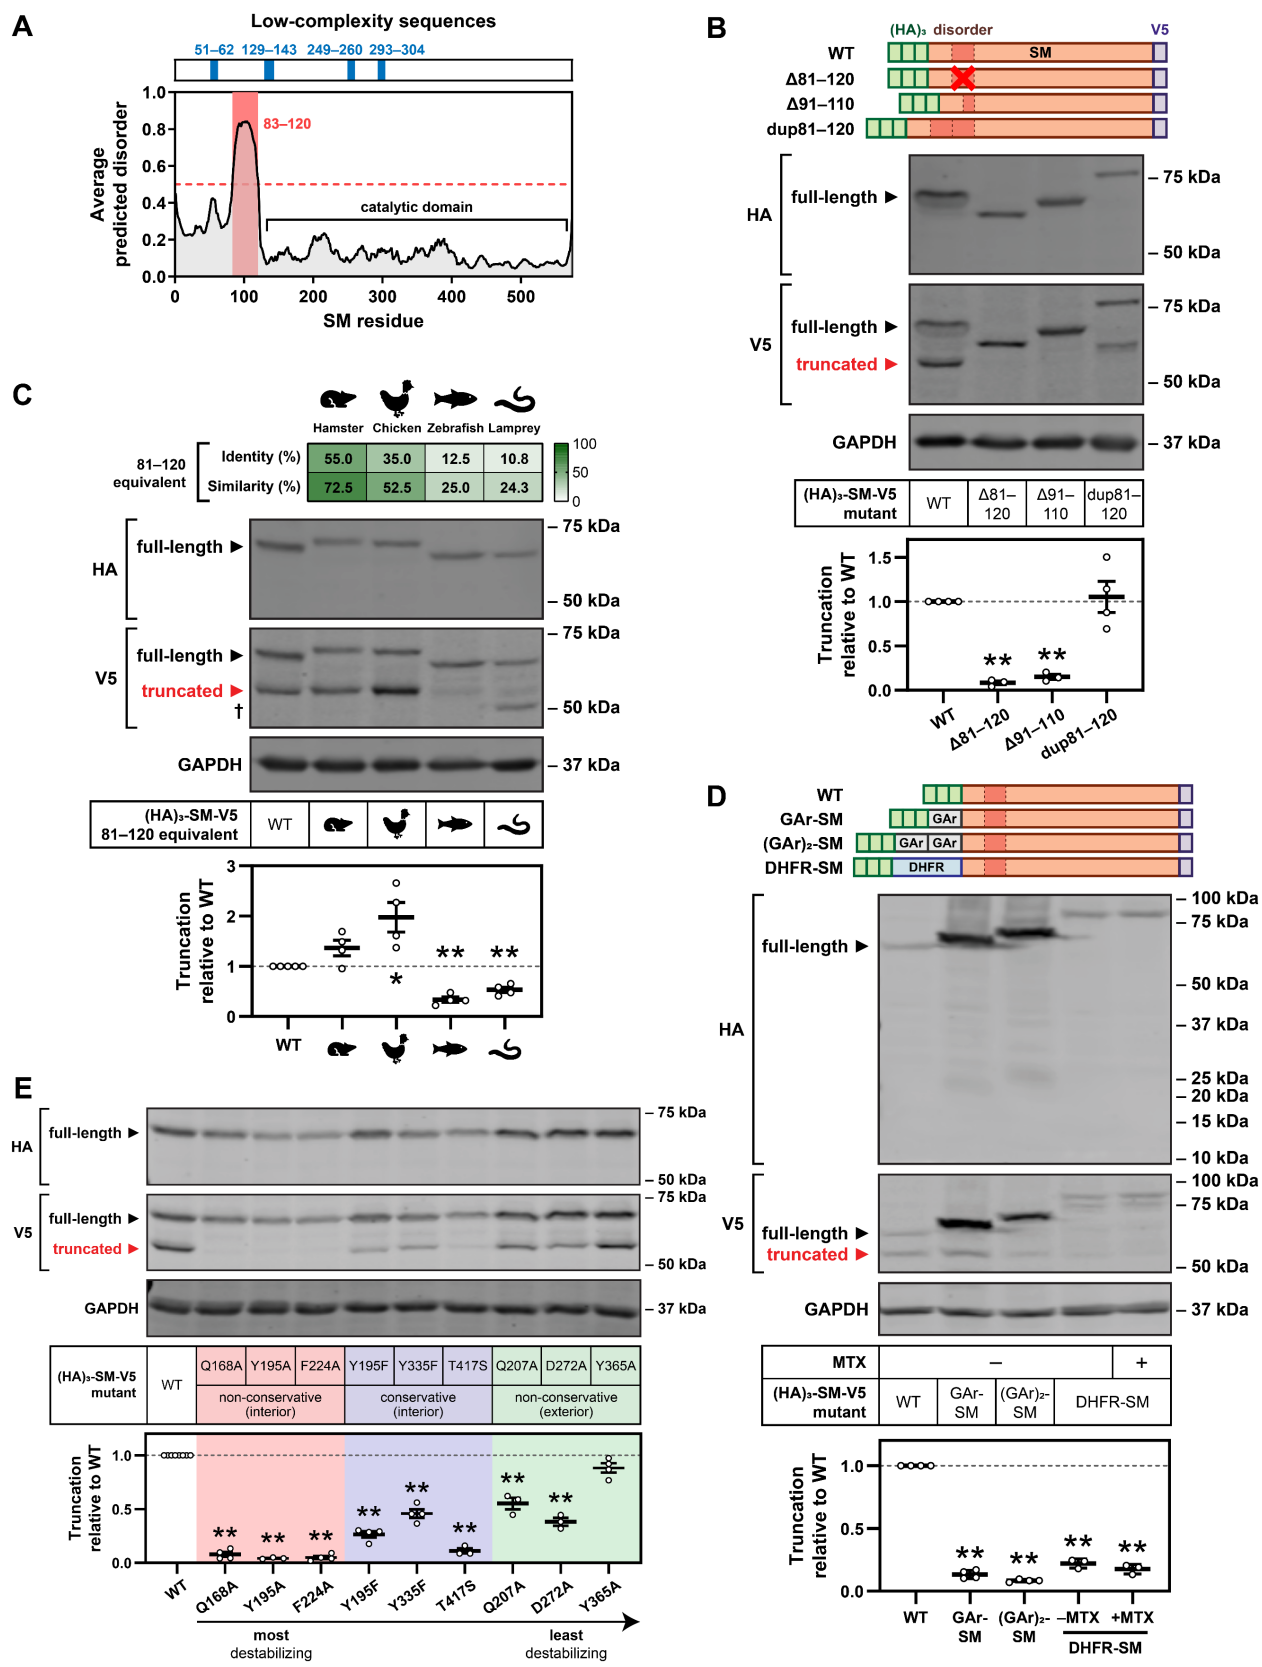 A
Low-complexity sequences
51–62 129–143 249–260 293–304
1.0
0.8
0.6
0.4
0.2
0.0
Average
predicted disorder
83–120
catalytic domain
0 100 200 300 400 500
SM residue
B
(HA)₃ disorder V5
WT SM
Δ81–120
Δ91–110
dup81–120
HA
full-length ►
– 75 kDa
– 50 kDa
V5
full-length ►
truncated ►
– 75 kDa
– 50 kDa
GAPDH
– 37 kDa
(HA)₃-SM-V5
mutant
WT
Δ81–
120
Δ91–
110
dup81–
120
Truncation
relative to WT
1.5
1.0
0.5
0.0
** **
WT Δ81–120 Δ91–110 dup81–120
C
Hamster Chicken Zebrafish Lamprey
81–120
equivalent
Identity (%) 55.0 35.0 12.5 10.8
Similarity (%) 72.5 52.5 25.0 24.3
100
50
0
HA
full-length ►
– 75 kDa
– 50 kDa
V5
full-length ►
truncated ►
†
– 75 kDa
– 50 kDa
GAPDH
– 37 kDa
(HA)₃-SM-V5
81–120 equivalent
WT
Truncation
relative to WT
3
2
1
0
* ** **
WT
D
WT
GAr-SM GAr
(GAr)₂-SM GAr GAr
DHFR-SM DHFR
HA
full-length ►
– 100 kDa
– 75 kDa
– 50 kDa
– 37 kDa
– 25 kDa
– 20 kDa
– 15 kDa
– 10 kDa
V5
full-length ►
truncated ►
– 100 kDa
– 75 kDa
– 50 kDa
GAPDH
– 37 kDa
MTX – +
(HA)₃-SM-V5
mutant
WT
GAr-
SM
(GAr)₂-
SM
DHFR-SM
Truncation
relative to WT
1.0
0.5
0.0
** ** ** **
WT
GAr-
SM
(GAr)₂-
SM
–MTX +MTX
DHFR-SM
E
HA
full-length ►
– 75 kDa
– 50 kDa
V5
full-length ►
truncated ►
– 75 kDa
– 50 kDa
GAPDH
– 37 kDa
(HA)₃-SM-V5
mutant
WT
Q168A Y195A F224A Y195F Y335F T417S Q207A D272A Y365A
non-conservative
(interior)
conservative
(interior)
non-conservative
(exterior)
Truncation
relative to WT
1.0
0.5
0.0
** ** ** ** ** ** ** **
WT Q168A Y195A F224A Y195F Y335F T417S Q207A D272A Y365A
most
destabilizing
least
destabilizing